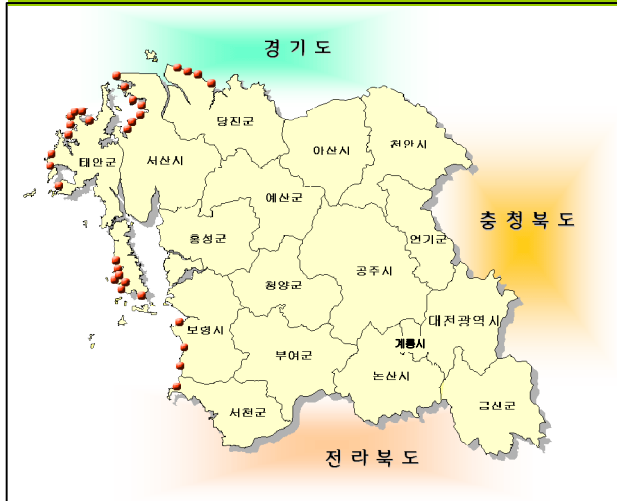 경기도
당진군
아산시
천안시
태안군
서산시
예산군
홍성군
연기군
충청북도
공주시
청양군
대전광역시
보령시
계룡시
부여군
논산시
금산군
서천군
전라북도